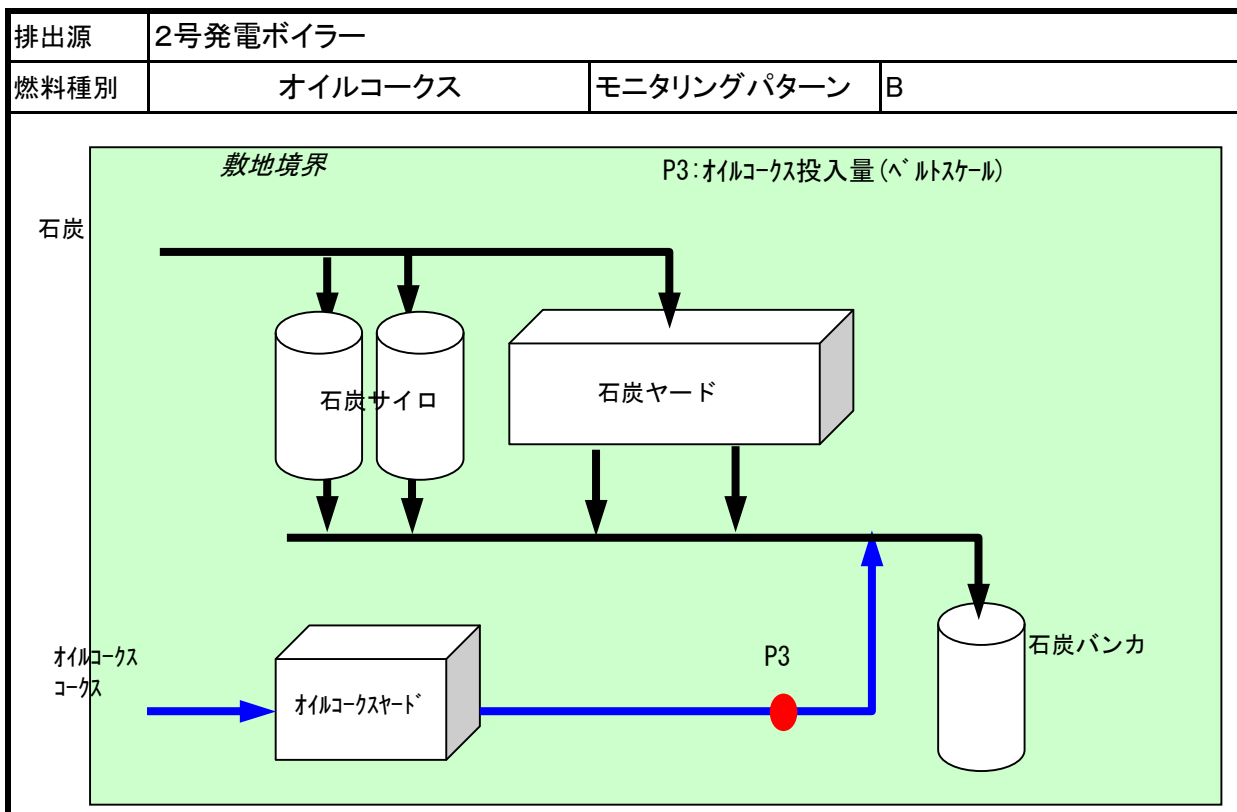 排出源 2号発電ボイラー
燃料種別 オイルコークス モニタリングパターン B
敷地境界 P3:ｵｲﾙｺｰｸｽ投入量(ﾍﾞﾙﾄｽｹｰﾙ)
石炭
石炭サイロ
石炭ヤード
ｵｲﾙｺｰｸｽ
ｺｰｸｽ
ｵｲﾙｺｰｸｽﾔｰﾄﾞ
P3
石炭バンカ